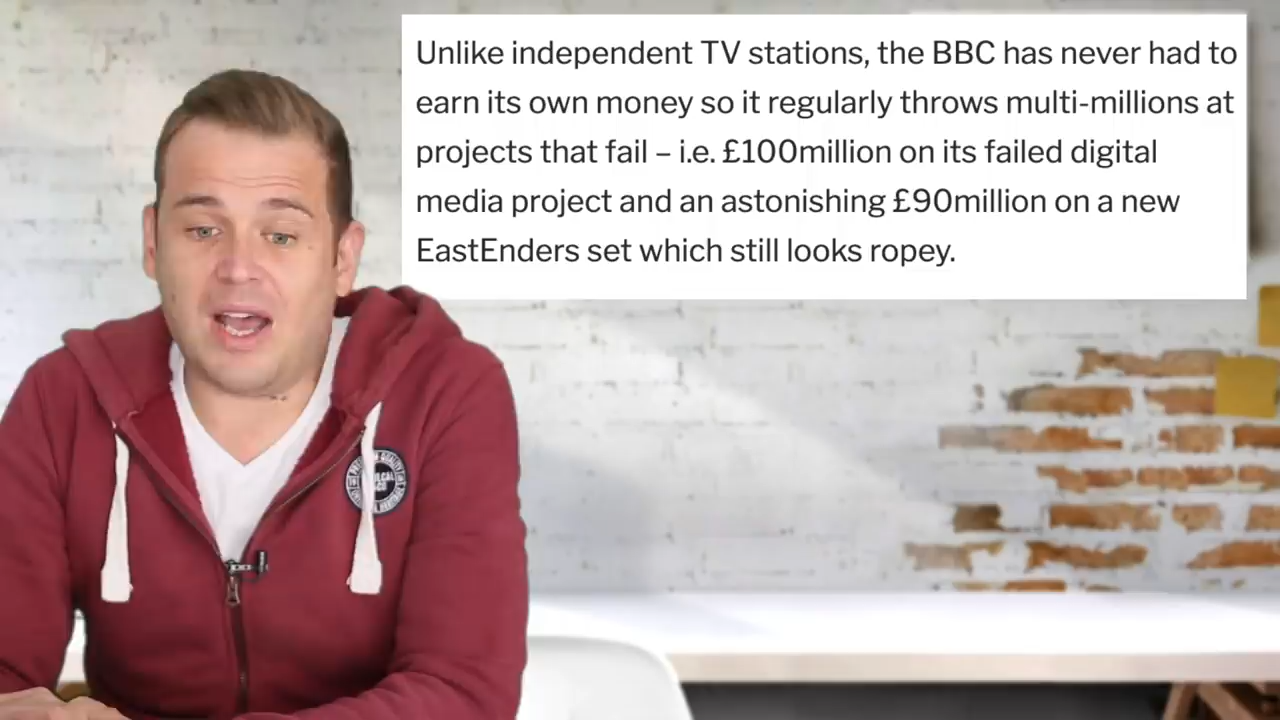 Unlike independent TV stations, the BBC has never had to
earn its own money so it regularly throws multi-millions at
projects that fail – i.e. £100million on its failed digital
media project and an astonishing £90million on a new
EastEnders set which still looks ropey.